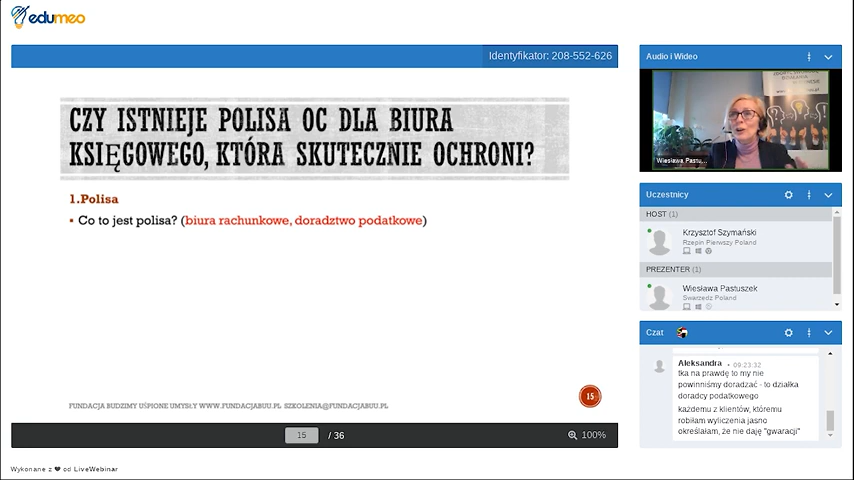 edumeo
Identyfikator: 208-552-626
CZY ISTNIEJE POLISA OC DLA BIURA
KSIĘGOWEGO, KTÓRA SKUTECZNIE OCHRONI?
1.Polisa
▪ Co to jest polisa? (biura rachunkowe, doradztwo podatkowe)
FUNDACJA BUDZIMY UŚPIONE UMYSŁY WWW.FUNDACJABUU.PL SZKOLENIA@FUNDACJABUU.PL
15
15 / 36
100%
Wykonane z ❤ od LiveWebinar
Audio i Wideo
Wiesława Pastu...
Uczestnicy
HOST (1)
Krzysztof Szymański
Rzepin Pierwszy Poland
PREZENTER (1)
Wiesława Pastuszek
Swarzedz Poland
Czat
Aleksandra • 09:23:32
tka na prawdę to my nie
powinniśmy doradzać - to działka
doradcy podatkowego
każdemu z klientów, któremu
robiłam wyliczenia jasno
określałam, że nie daję "gwaracji"